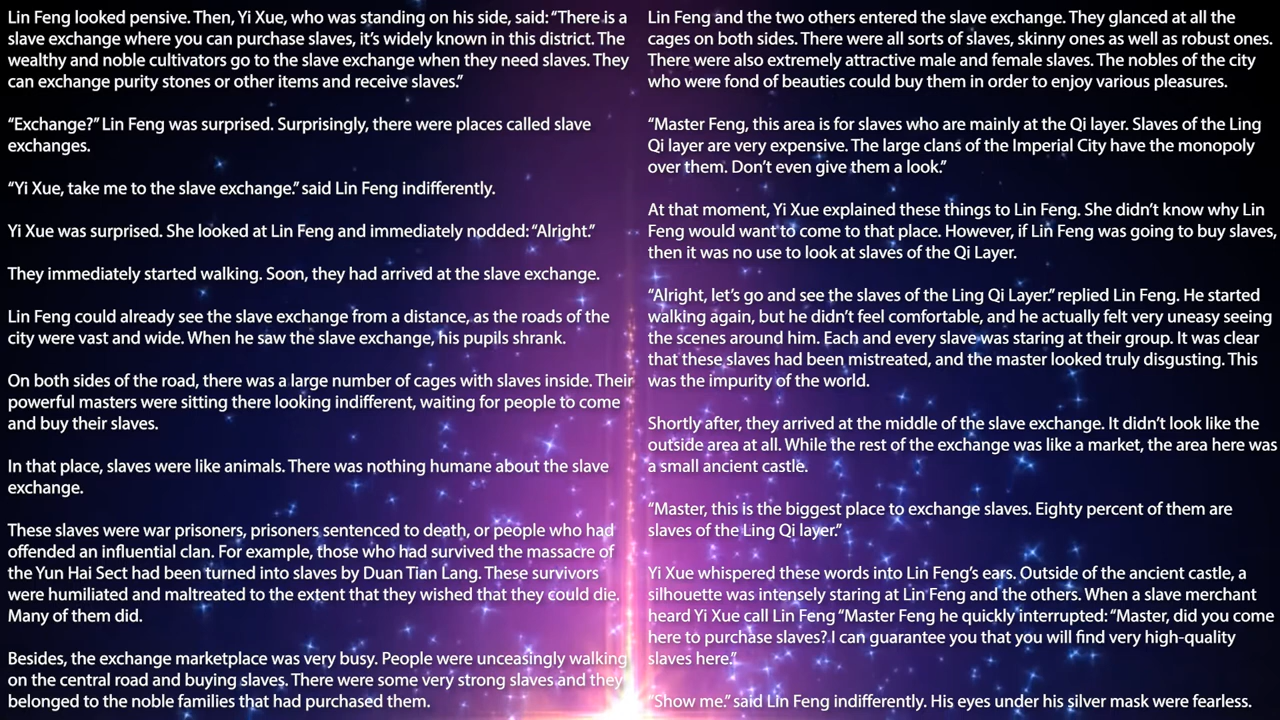 Lin Feng looked pensive. Then, Yi Xue, who was standing on his side, said: “There is a
slave exchange where you can purchase slaves, it’s widely known in this district. The
wealthy and noble cultivators go to the slave exchange when they need slaves. They
can exchange purity stones or other items and receive slaves.”
“Exchange?” Lin Feng was surprised. Surprisingly, there were places called slave
exchanges.
“Yi Xue, take me to the slave exchange.” said Lin Feng indifferently.
Yi Xue was surprised. She looked at Lin Feng and immediately nodded: “Alright.”
They immediately started walking. Soon, they had arrived at the slave exchange.
Lin Feng could already see the slave exchange from a distance, as the roads of the
city were vast and wide. When he saw the slave exchange, his pupils shrank.
On both sides of the road, there was a large number of cages with slaves inside. Their
powerful masters were sitting there looking indifferent, waiting for people to come
and buy their slaves.
In that place, slaves were like animals. There was nothing humane about the slave
exchange.
These slaves were war prisoners, prisoners sentenced to death, or people who had
offended an influential clan. For example, those who had survived the massacre of
the Yun Hai Sect had been turned into slaves by Duan Tian Lang. These survivors
were humiliated and maltreated to the extent that they wished that they could die.
Many of them did.
Besides, the exchange marketplace was very busy. People were unceasingly walking
on the central road and buying slaves. There were some very strong slaves and they
belonged to the noble families that had purchased them.
Lin Feng and the two others entered the slave exchange. They glanced at all the
cages on both sides. There were all sorts of slaves, skinny ones as well as robust ones.
There were also extremely attractive male and female slaves. The nobles of the city
who were fond of beauties could buy them in order to enjoy various pleasures.
“Master Feng, this area is for slaves who are mainly at the Qi layer. Slaves of the Ling
Qi layer are very expensive. The large clans of the Imperial City have the monopoly
over them. Don’t even give them a look.”
At that moment, Yi Xue explained these things to Lin Feng. She didn’t know why Lin
Feng would want to come to that place. However, if Lin Feng was going to buy slaves,
then it was no use to look at slaves of the Qi Layer.
“Alright, let’s go and see the slaves of the Ling Qi Layer.” replied Lin Feng. He started
walking again, but he didn’t feel comfortable, and he actually felt very uneasy seeing
the scenes around him. Each and every slave was staring at their group. It was clear
that these slaves had been mistreated, and the master looked truly disgusting. This
was the impurity of the world.
Shortly after, they arrived at the middle of the slave exchange. It didn’t look like the
outside area at all. While the rest of the exchange was like a market, the area here was
a small ancient castle.
“Master, this is the biggest place to exchange slaves. Eighty percent of them are
slaves of the Ling Qi layer.”
Yi Xue whispered these words into Lin Feng’s ears. Outside of the ancient castle, a
silhouette was intensely staring at Lin Feng and the others. When a slave merchant
heard Yi Xue call Lin Feng “Master Feng he quickly interrupted: “Master, did you come
here to purchase slaves? I can guarantee you that you will find very high-quality
slaves here.”
“Show me.” said Lin Feng indifferently. His eyes under his silver mask were fearless.